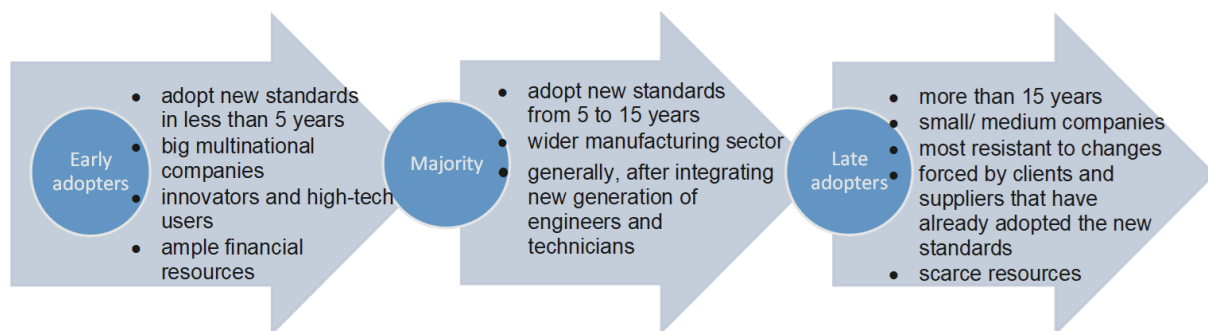 Early
adopters
• adopt new standards
in less than 5 years
• big multinational
companies
• innovators and high-tech
users
• ample financial
resources
Majority
• adopt new standards
from 5 to 15 years
• wider manufacturing sector
• generally, after integrating
new generation of
engineers and
technicians
Late
adopters
• more than 15 years
• small/ medium companies
• most resistant to changes
• forced by clients and
suppliers that have
already adopted the new
standards
• scarce resources